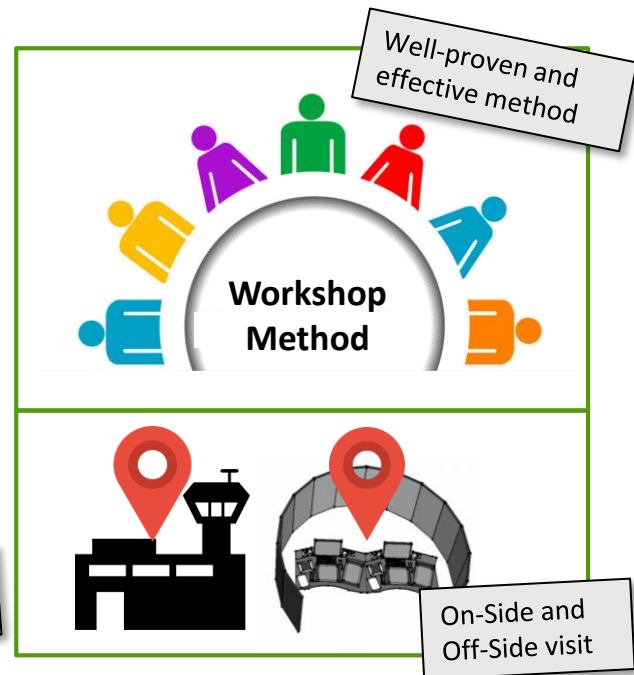 Well-proven and
effective method
Workshop
Method
On-Side and
Off-Side visit